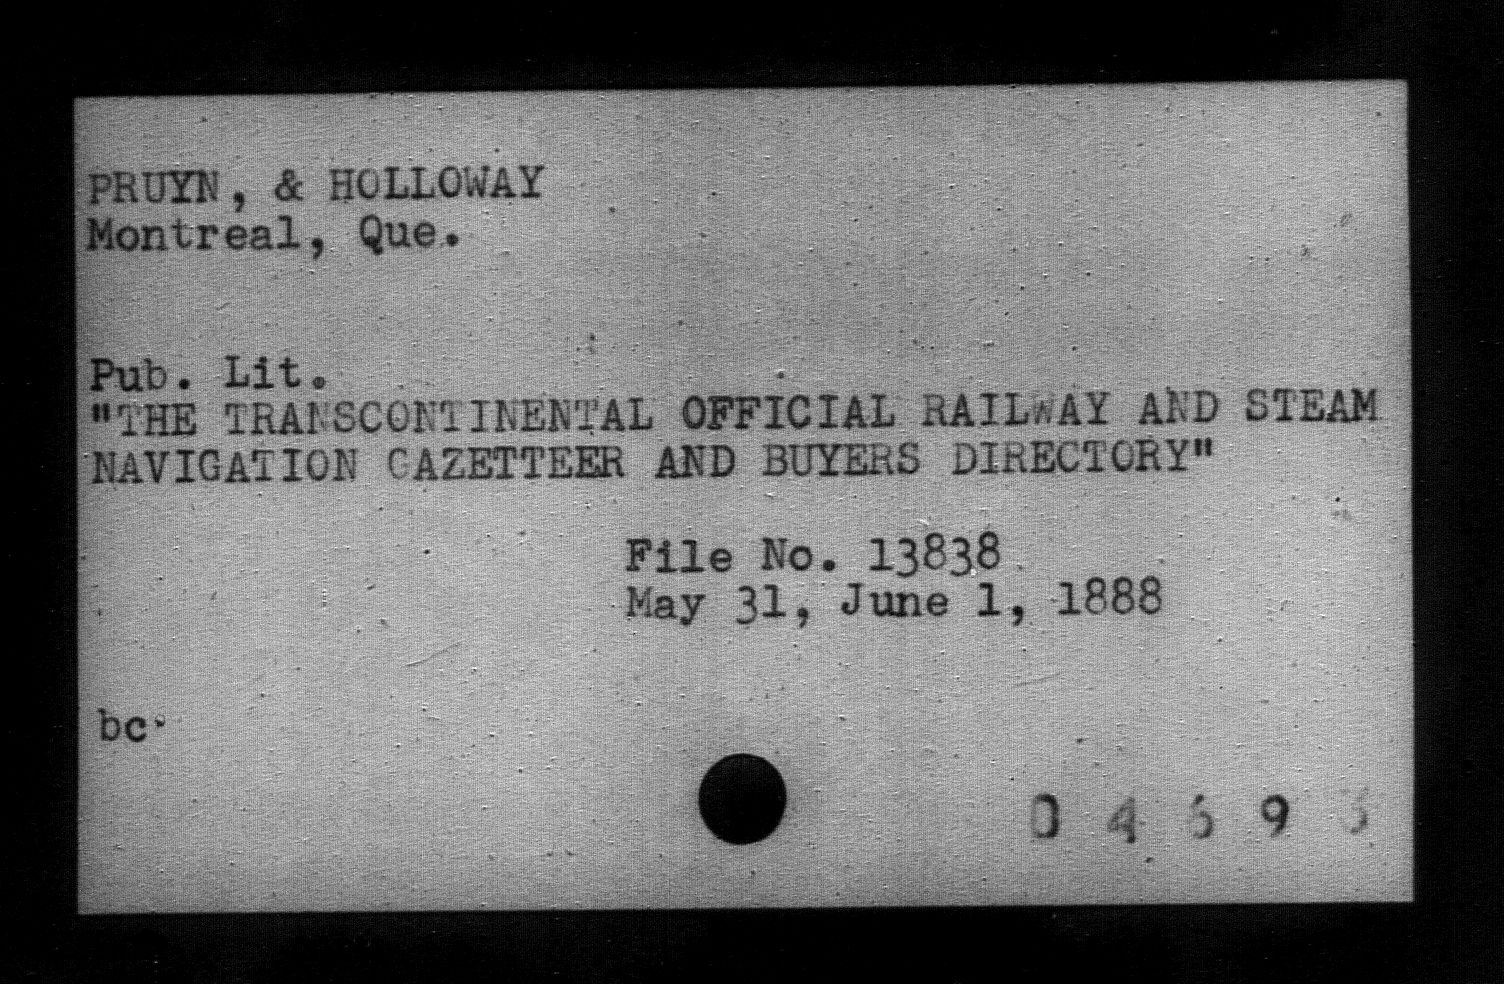 PRUYN, & HOLLOWAY
Montreal, Que.
Pub. Lit.
"THE TRANSCONTINENTAL OFFICIAL RAILWAY AND STEAM
NAVIGATION GAZETTEER AND BUYERS DIRECTORY"
File No. 13838
May 31, June 1, 1888
bc